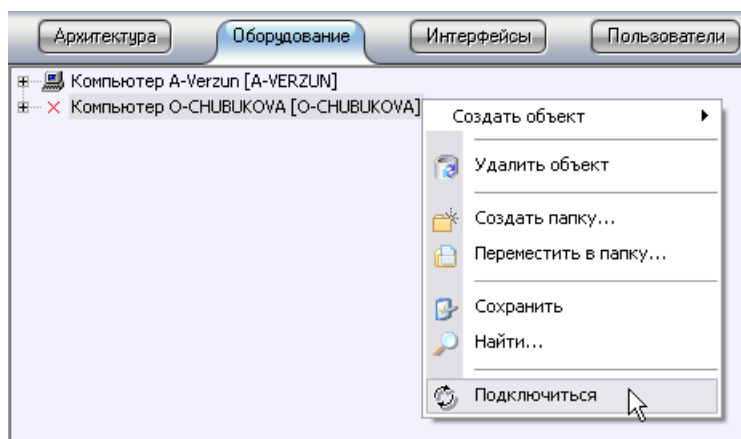 Архитектура Оборудование Интерфейсы Пользователи
Компьютер A-Verzun [A-VERZUN]
Компьютер O-CHUBUKOVA [O-CHUBUKOVA]
Создать объект
Удалить объект
Создать папку...
Переместить в папку...
Сохранить
Найти...
Подключиться